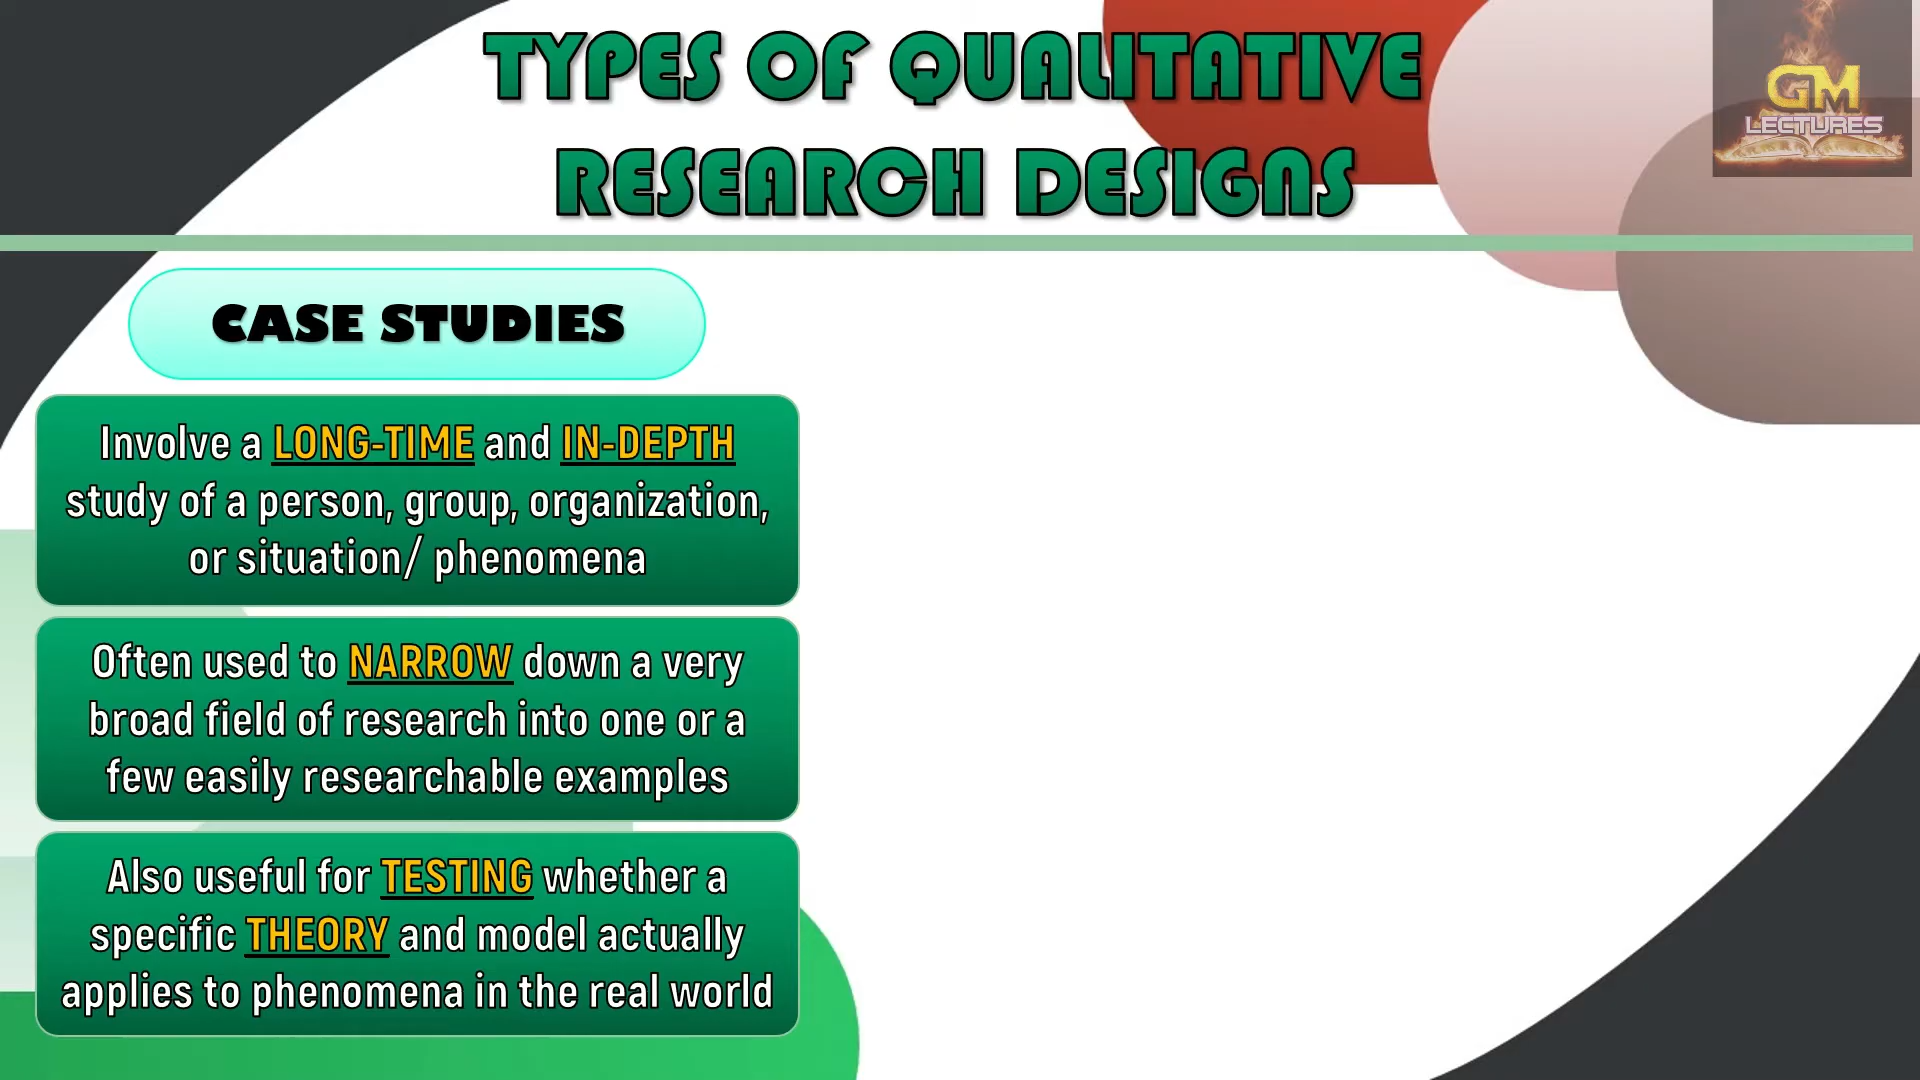 TYPES OF QUALITATIVE
RESEARCH DESIGNS
GM
LECTURES
CASE STUDIES
Involve a LONG-TIME and IN-DEPTH
study of a person, group, organization,
or situation/ phenomena
Often used to NARROW down a very
broad field of research into one or a
few easily researchable examples
Also useful for TESTING whether a
specific THEORY and model actually
applies to phenomena in the real world